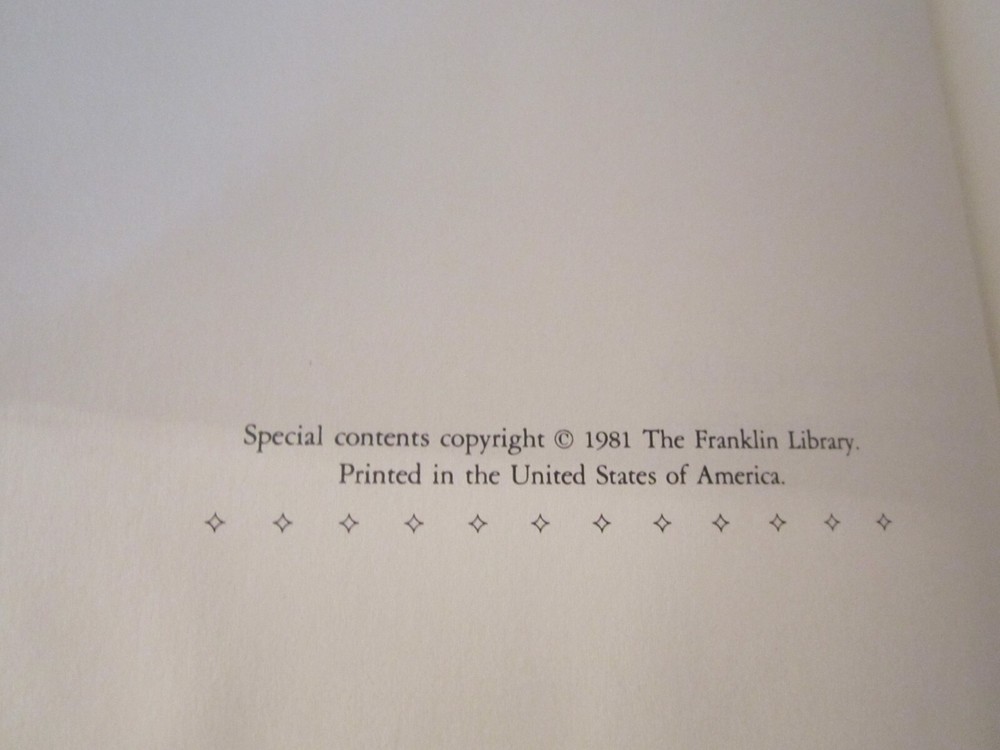 Special contents copyright © 1981 The Franklin Library.
Printed in the United States of America.